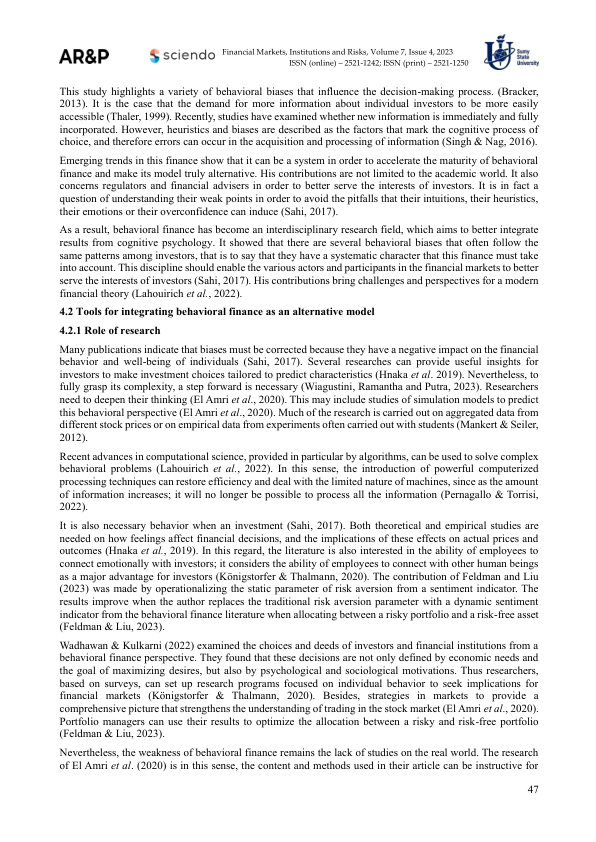 AR&P
sciendo
Financial Markets, Institutions and Risks, Volume 7, Issue 4, 2023
ISSN (online) – 2521-1242; ISSN (print) – 2521-1250
Sumy
State
University
This study highlights a variety of behavioral biases that influence the decision-making process. (Bracker,
2013). It is the case that the demand for more information about individual investors to be more easily
accessible (Thaler, 1999). Recently, studies have examined whether new information is immediately and fully
incorporated. However, heuristics and biases are described as the factors that mark the cognitive process of
choice, and therefore errors can occur in the acquisition and processing of information (Singh & Nag, 2016).
Emerging trends in this finance show that it can be a system in order to accelerate the maturity of behavioral
finance and make its model truly alternative. His contributions are not limited to the academic world. It also
concerns regulators and financial advisers in order to better serve the interests of investors. It is in fact a
question of understanding their weak points in order to avoid the pitfalls that their intuitions, their heuristics,
their emotions or their overconfidence can induce (Sahi, 2017).
As a result, behavioral finance has become an interdisciplinary research field, which aims to better integrate
results from cognitive psychology. It showed that there are several behavioral biases that often follow the
same patterns among investors, that is to say that they have a systematic character that this finance must take
into account. This discipline should enable the various actors and participants in the financial markets to better
serve the interests of investors (Sahi, 2017). His contributions bring challenges and perspectives for a modern
financial theory (Lahouirich et al., 2022).
4.2 Tools for integrating behavioral finance as an alternative model
4.2.1 Role of research
Many publications indicate that biases must be corrected because they have a negative impact on the financial
behavior and well-being of individuals (Sahi, 2017). Several researches can provide useful insights for
investors to make investment choices tailored to predict characteristics (Hnaka et al. 2019). Nevertheless, to
fully grasp its complexity, a step forward is necessary (Wiagustini, Ramantha and Putra, 2023). Researchers
need to deepen their thinking (El Amri et al., 2020). This may include studies of simulation models to predict
this behavioral perspective (El Amri et al., 2020). Much of the research is carried out on aggregated data from
different stock prices or on empirical data from experiments often carried out with students (Mankert & Seiler,
2012).
Recent advances in computational science, provided in particular by algorithms, can be used to solve complex
behavioral problems (Lahouirich et al., 2022). In this sense, the introduction of powerful computerized
processing techniques can restore efficiency and deal with the limited nature of machines, since as the amount
of information increases; it will no longer be possible to process all the information (Pernagallo & Torrisi,
2022).
It is also necessary behavior when an investment (Sahi, 2017). Both theoretical and empirical studies are
needed on how feelings affect financial decisions, and the implications of these effects on actual prices and
outcomes (Hnaka et al., 2019). In this regard, the literature is also interested in the ability of employees to
connect emotionally with investors; it considers the ability of employees to connect with other human beings
as a major advantage for investors (Königstorfer & Thalmann, 2020). The contribution of Feldman and Liu
(2023) was made by operationalizing the static parameter of risk aversion from a sentiment indicator. The
results improve when the author replaces the traditional risk aversion parameter with a dynamic sentiment
indicator from the behavioral finance literature when allocating between a risky portfolio and a risk-free asset
(Feldman & Liu, 2023).
Wadhawan & Kulkarni (2022) examined the choices and deeds of investors and financial institutions from a
behavioral finance perspective. They found that these decisions are not only defined by economic needs and
the goal of maximizing desires, but also by psychological and sociological motivations. Thus researchers,
based on surveys, can set up research programs focused on individual behavior to seek implications for
financial markets (Königstorfer & Thalmann, 2020). Besides, strategies in markets to provide a
comprehensive picture that strengthens the understanding of trading in the stock market (El Amri et al., 2020).
Portfolio managers can use their results to optimize the allocation between a risky and risk-free portfolio
(Feldman & Liu, 2023).
Nevertheless, the weakness of behavioral finance remains the lack of studies on the real world. The research
of El Amri et al. (2020) is in this sense, the content and methods used in their article can be instructive for
47